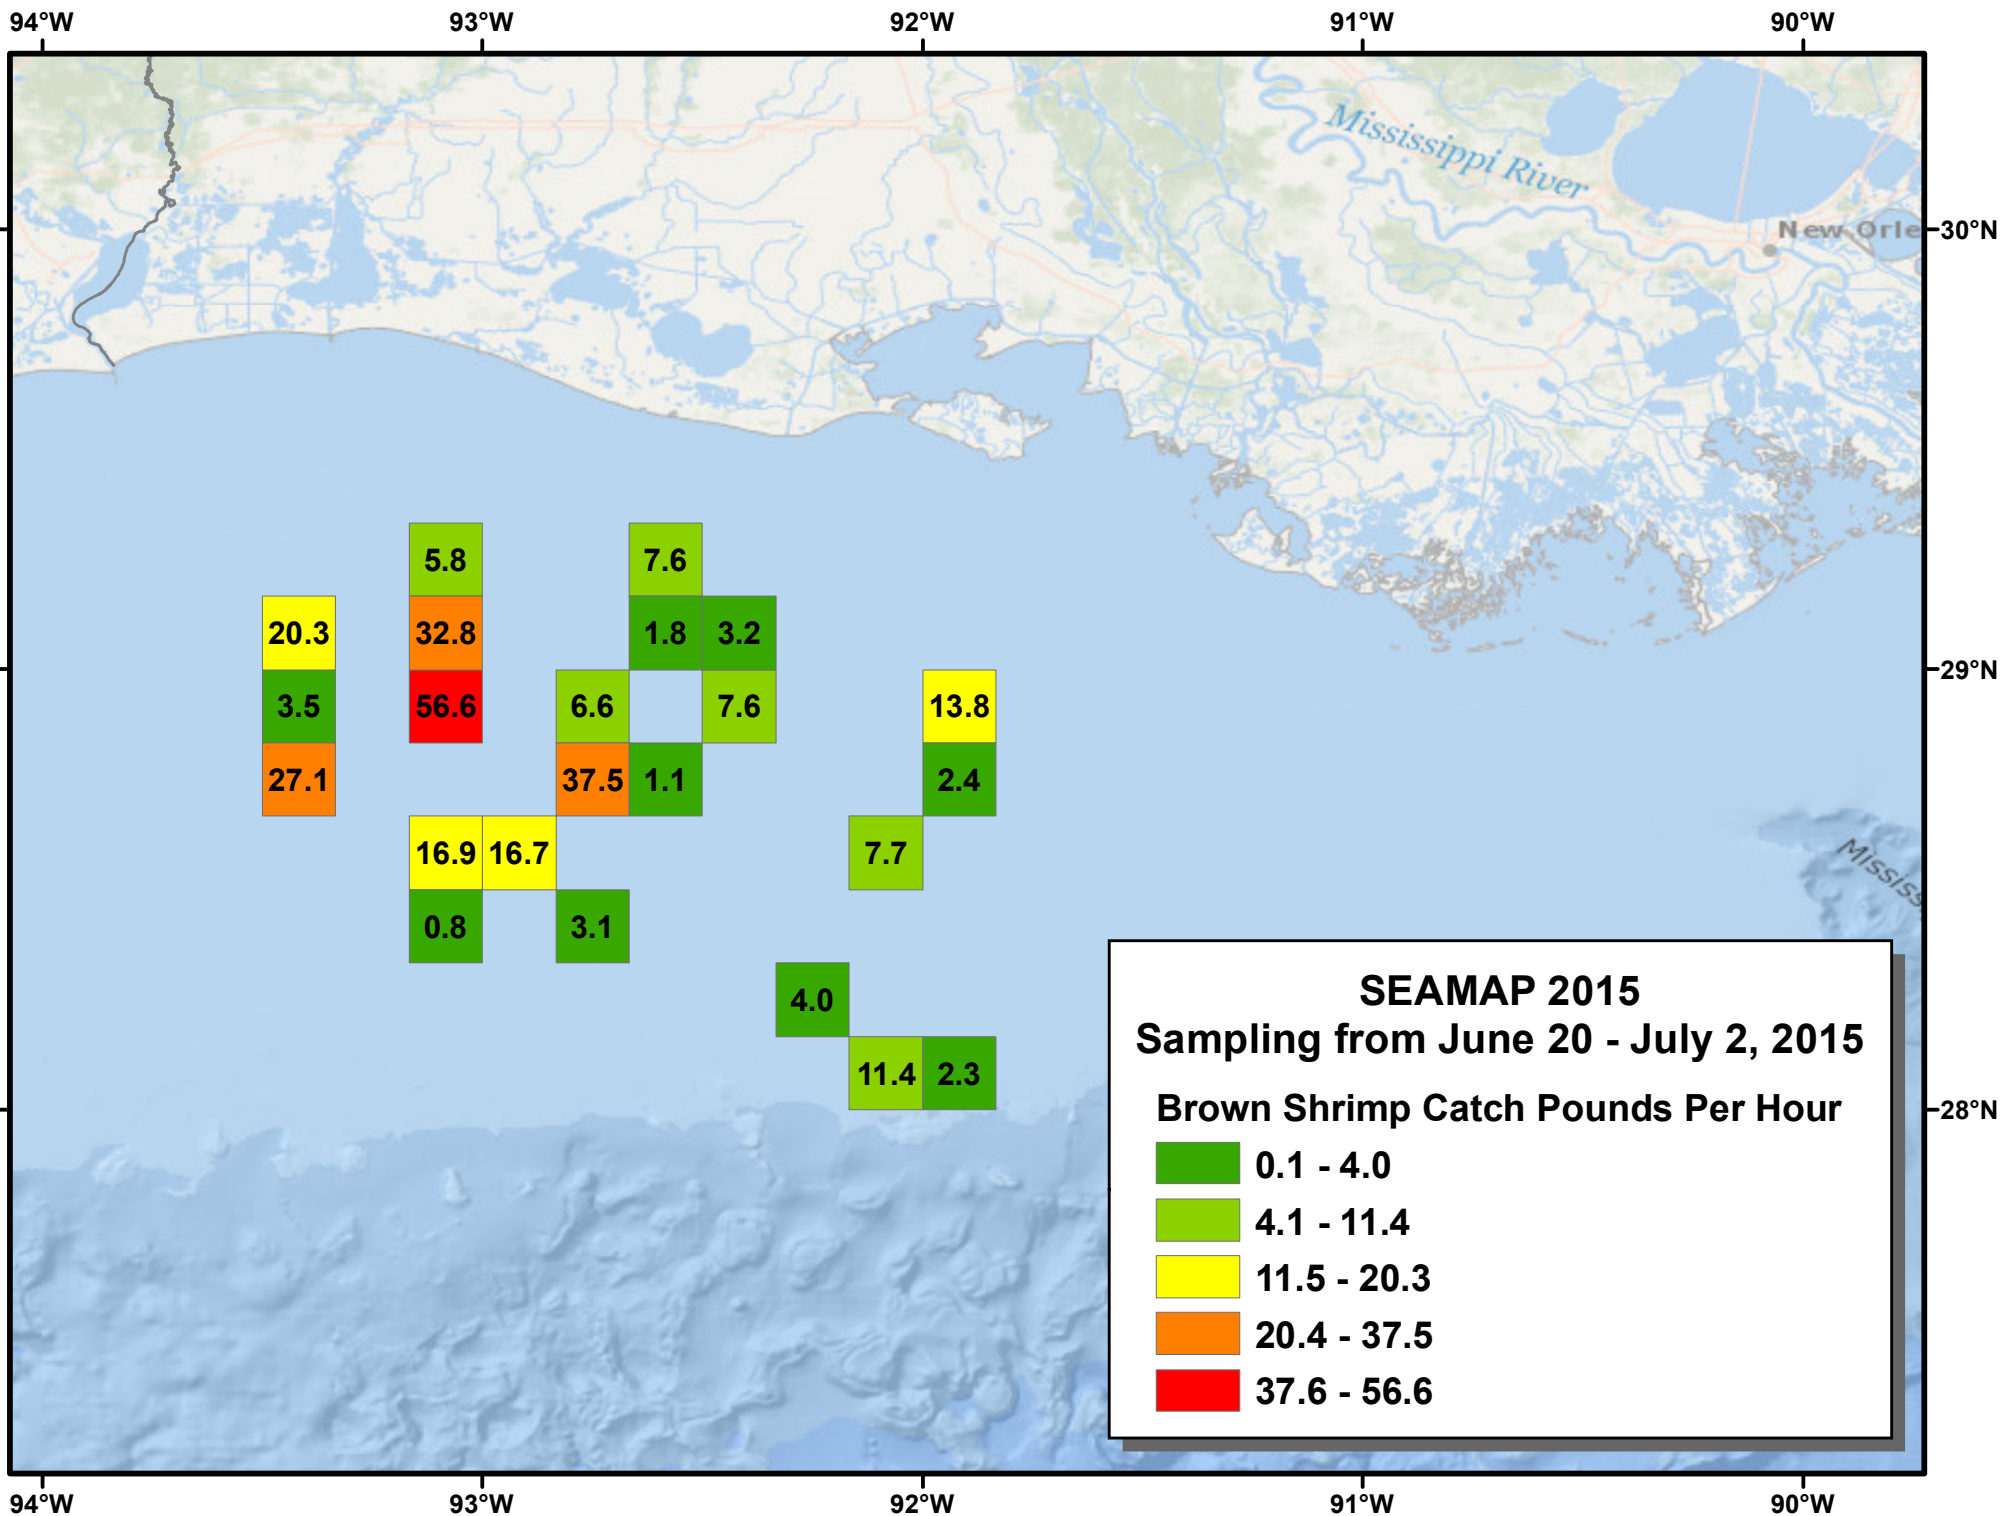 94°W 93°W 92°W 91°W 90°W
Mississippi River
New Orle
30°N
5.8 7.6
20.3 32.8 1.8 3.2
29°N
3.5 56.6 6.6 7.6 13.8
27.1 37.5 1.1 2.4
16.9 16.7 7.7
Mississ
0.8 3.1
4.0
11.4 2.3
28°N
SEAMAP 2015
Sampling from June 20 - July 2, 2015
Brown Shrimp Catch Pounds Per Hour
0.1 - 4.0
4.1 - 11.4
11.5 - 20.3
20.4 - 37.5
37.6 - 56.6
94°W 93°W 92°W 91°W 90°W